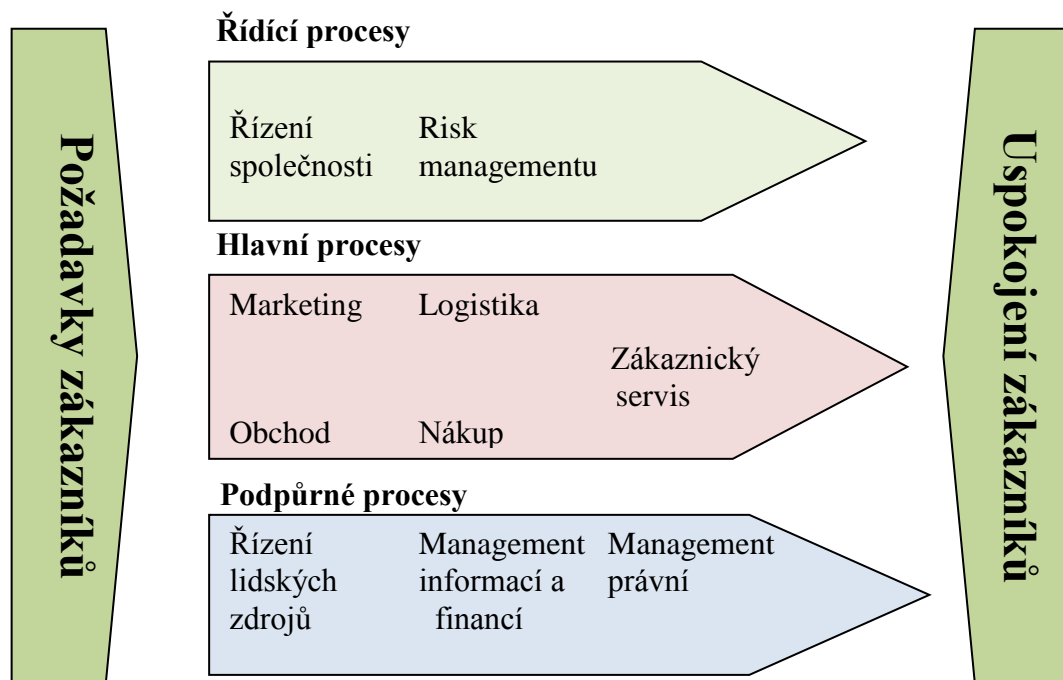 Požadavky zákazníků
Řídící procesy
Řízení
společnosti
Risk
managementu
Hlavní procesy
Marketing
Logistika
Zákaznický
servis
Obchod
Nákup
Podpůrné procesy
Řízení
lidských
zdrojů
Management
informací a
financí
Management
právní
Uspokojení zákazníků